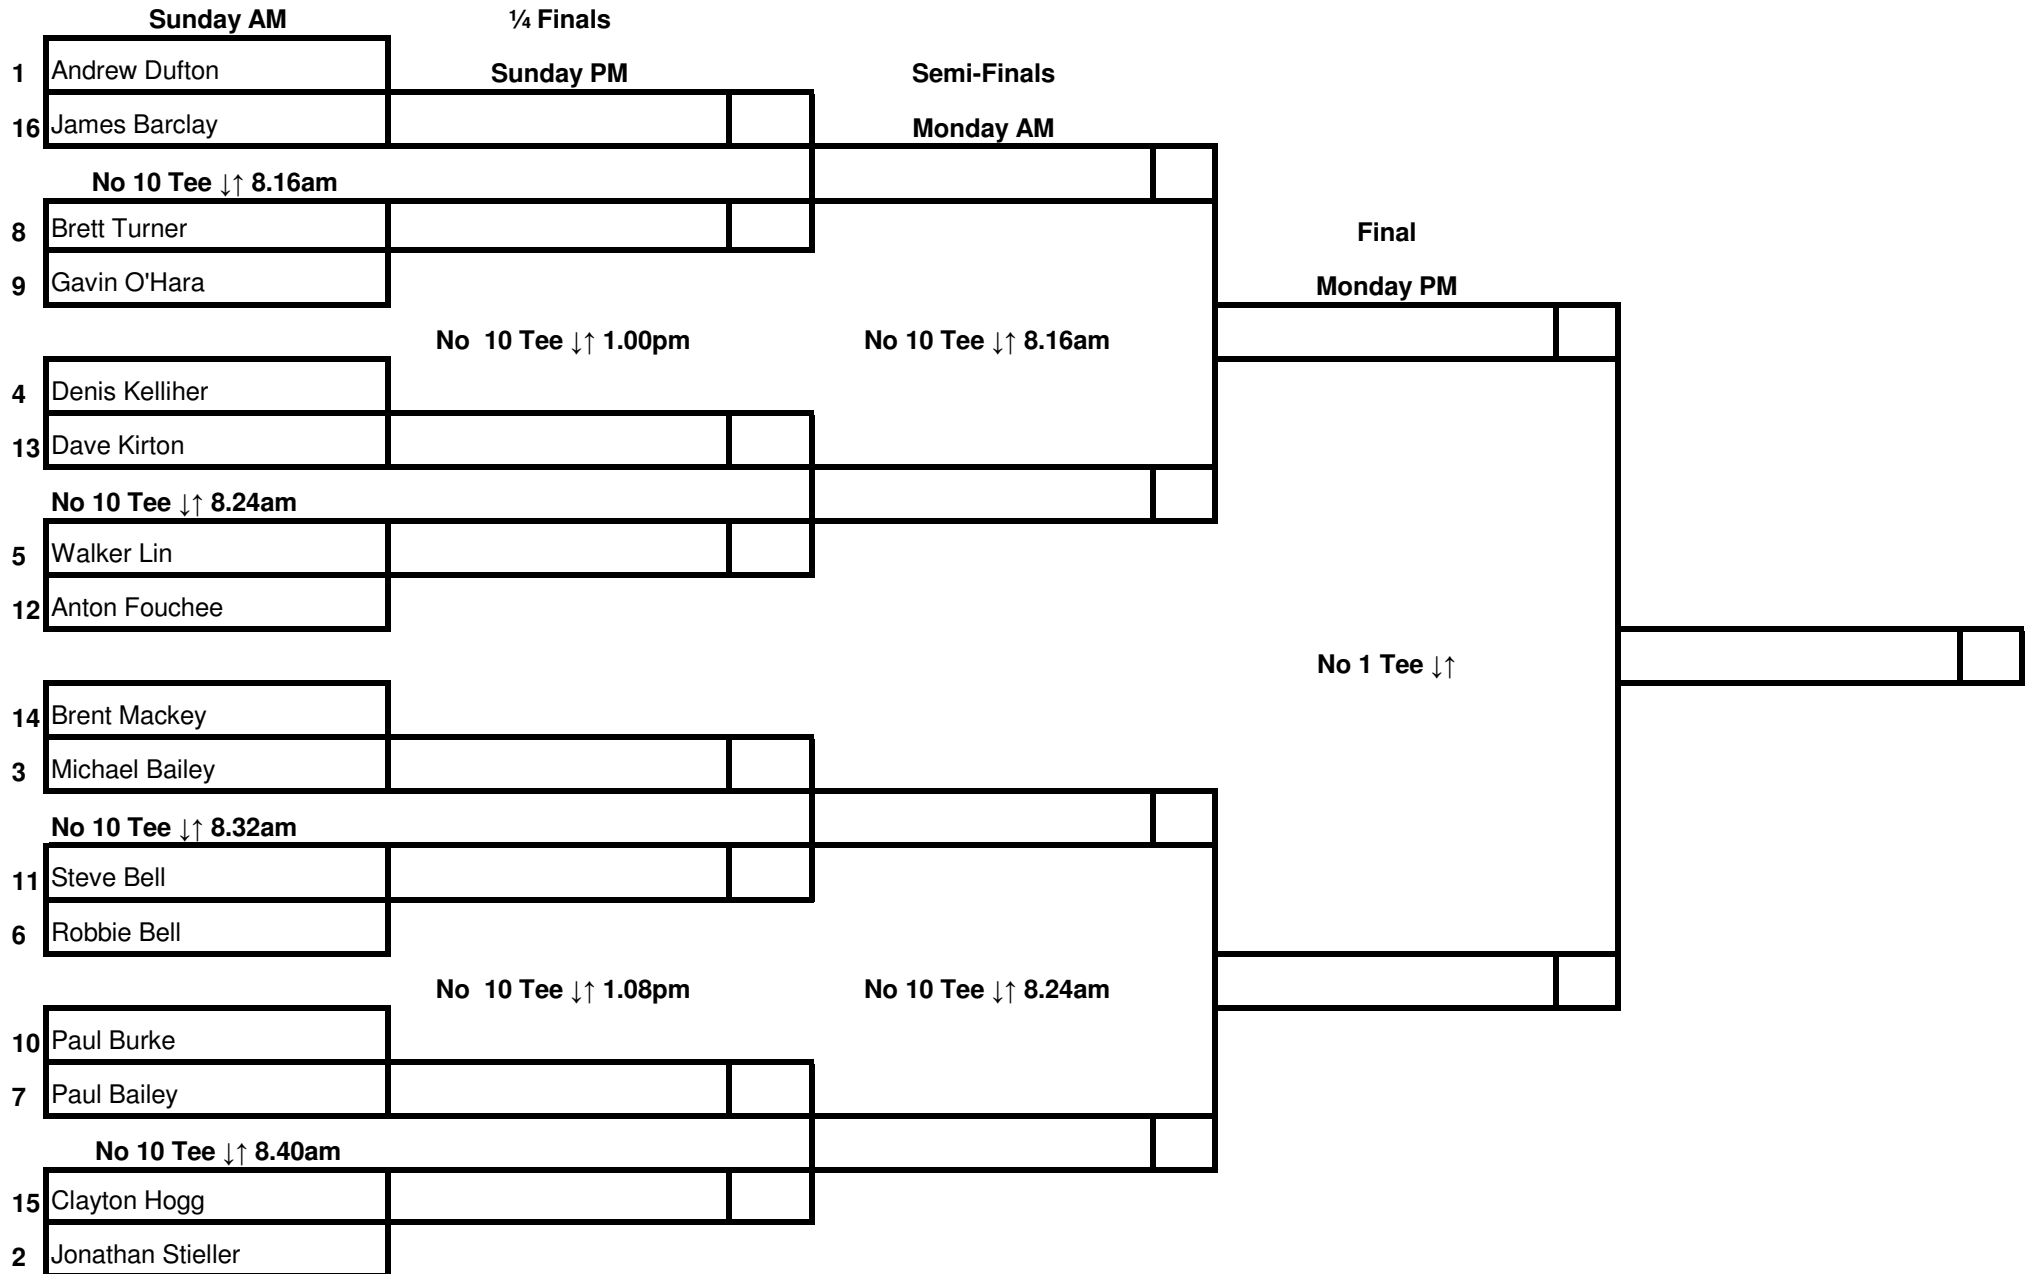 Sunday AM ¼ Finals
1 Andrew Dufton Sunday PM Semi-Finals
16 James Barclay Monday AM
No 10 Tee ↓↑ 8.16am
8 Brett Turner Final
9 Gavin O'Hara Monday PM
No 10 Tee ↓↑ 1.00pm No 10 Tee ↓↑ 8.16am
4 Denis Kelliher
13 Dave Kirton
No 10 Tee ↓↑ 8.24am
5 Walker Lin
12 Anton Fouchee
No 1 Tee ↓↑
14 Brent Mackey
3 Michael Bailey
No 10 Tee ↓↑ 8.32am
11 Steve Bell
6 Robbie Bell
No 10 Tee ↓↑ 1.08pm No 10 Tee ↓↑ 8.24am
10 Paul Burke
7 Paul Bailey
No 10 Tee ↓↑ 8.40am
15 Clayton Hogg
2 Jonathan Stieller